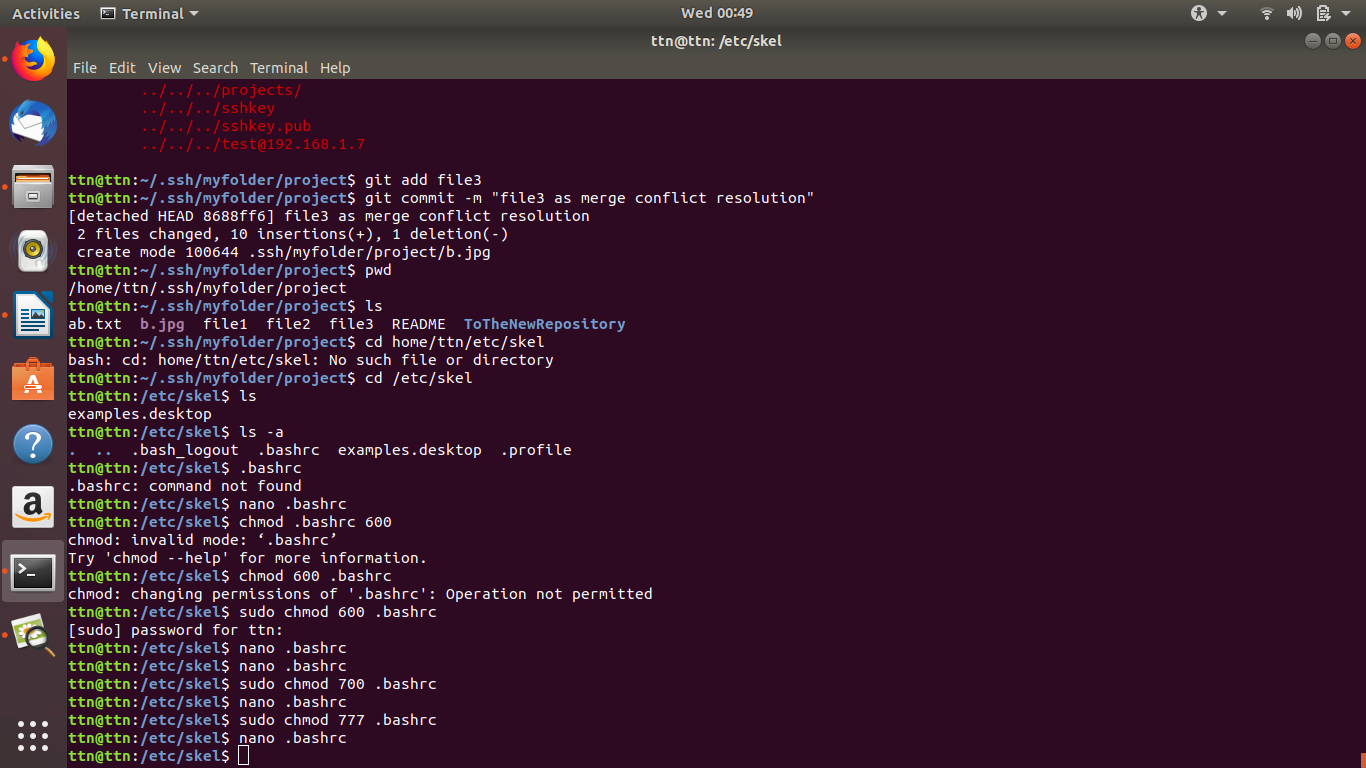 Activities Terminal Wed 00:49
ttn@ttn: /etc/skel
File Edit View Search Terminal Help
../../../projects/
../../../sshkey
../../../sshkey.pub
../../../test@192.168.1.7
ttn@ttn:~/.ssh/myfolder/project$ git add file3
ttn@ttn:~/.ssh/myfolder/project$ git commit -m "file3 as merge conflict resolution"
[detached HEAD 8688ff6] file3 as merge conflict resolution
2 files changed, 10 insertions(+), 1 deletion(-)
create mode 100644 .ssh/myfolder/project/b.jpg
ttn@ttn:~/.ssh/myfolder/project$ pwd
/home/ttn/.ssh/myfolder/project
ttn@ttn:~/.ssh/myfolder/project$ ls
ab.txt b.jpg file1 file2 file3 README ToTheNewRepository
ttn@ttn:~/.ssh/myfolder/project$ cd home/ttn/etc/skel
bash: cd: home/ttn/etc/skel: No such file or directory
ttn@ttn:~/.ssh/myfolder/project$ cd /etc/skel
ttn@ttn:/etc/skel$ ls
examples.desktop
ttn@ttn:/etc/skel$ ls -a
. .. .bash_logout .bashrc examples.desktop .profile
ttn@ttn:/etc/skel$ .bashrc
.bashrc: command not found
ttn@ttn:/etc/skel$ nano .bashrc
ttn@ttn:/etc/skel$ chmod .bashrc 600
chmod: invalid mode: ‘.bashrc’
Try 'chmod --help' for more information.
ttn@ttn:/etc/skel$ chmod 600 .bashrc
chmod: changing permissions of '.bashrc': Operation not permitted
ttn@ttn:/etc/skel$ sudo chmod 600 .bashrc
[sudo] password for ttn:
ttn@ttn:/etc/skel$ nano .bashrc
ttn@ttn:/etc/skel$ nano .bashrc
ttn@ttn:/etc/skel$ sudo chmod 700 .bashrc
ttn@ttn:/etc/skel$ nano .bashrc
ttn@ttn:/etc/skel$ sudo chmod 777 .bashrc
ttn@ttn:/etc/skel$ nano .bashrc
ttn@ttn:/etc/skel$